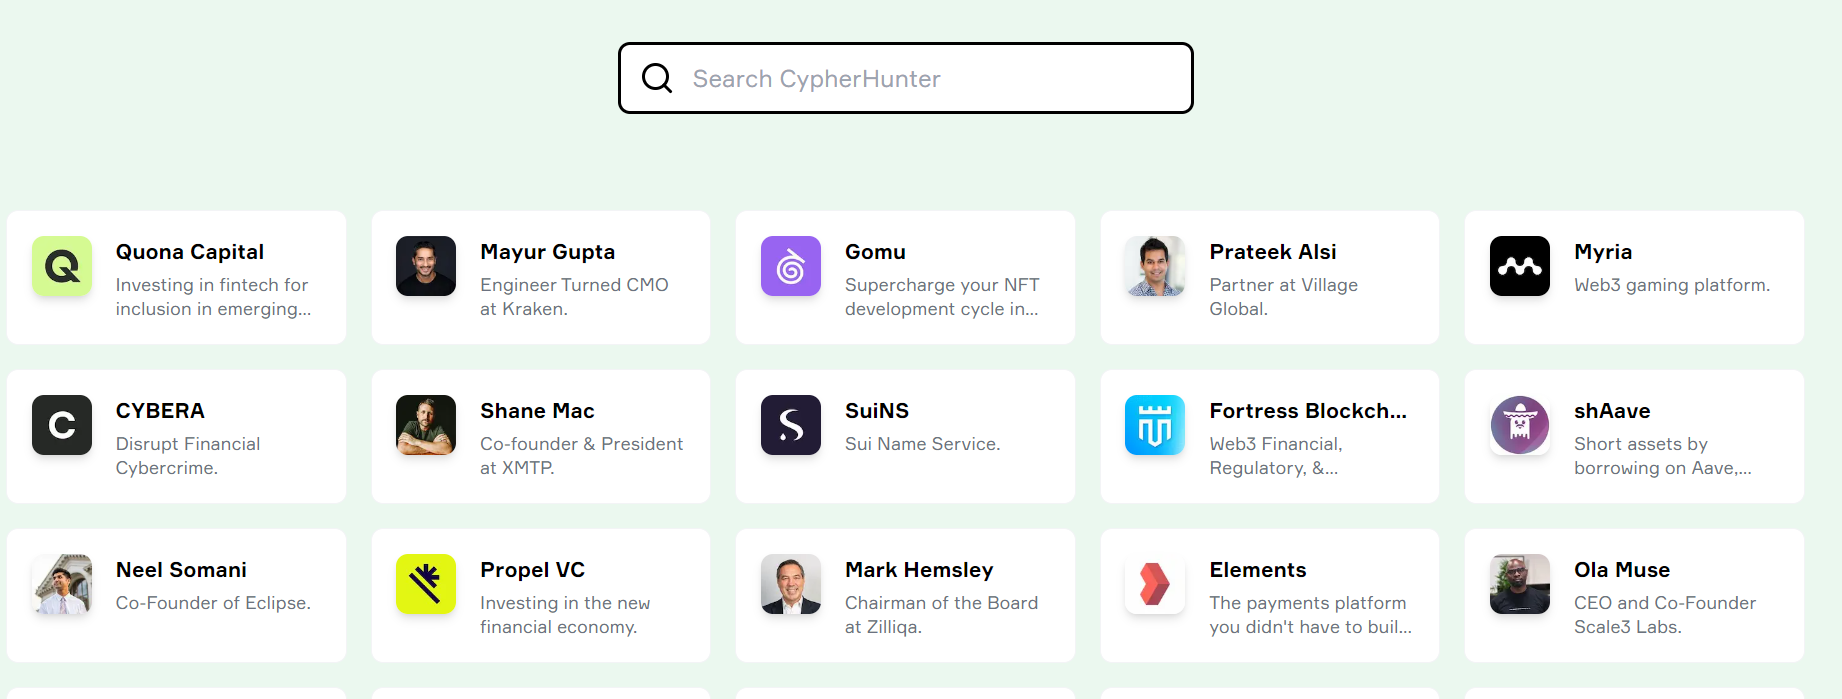 Search CypherHunter
Quona Capital
Investing in fintech for
inclusion in emerging...
Mayur Gupta
Engineer Turned CMO
at Kraken.
Gomu
Supercharge your NFT
development cycle in...
Prateek Alsi
Partner at Village
Global.
Myria
Web3 gaming platform.
CYBERA
Disrupt Financial
Cybercrime.
Shane Mac
Co-founder & President
at XMTP.
SuiNS
Sui Name Service.
Fortress Blockch...
Web3 Financial,
Regulatory, &...
shAave
Short assets by
borrowing on Aave,...
Neel Somani
Co-Founder of Eclipse.
Propel VC
Investing in the new
financial economy.
Mark Hemsley
Chairman of the Board
at Zilliqa.
Elements
The payments platform
you didn't have to buil...
Ola Muse
CEO and Co-Founder
Scale3 Labs.